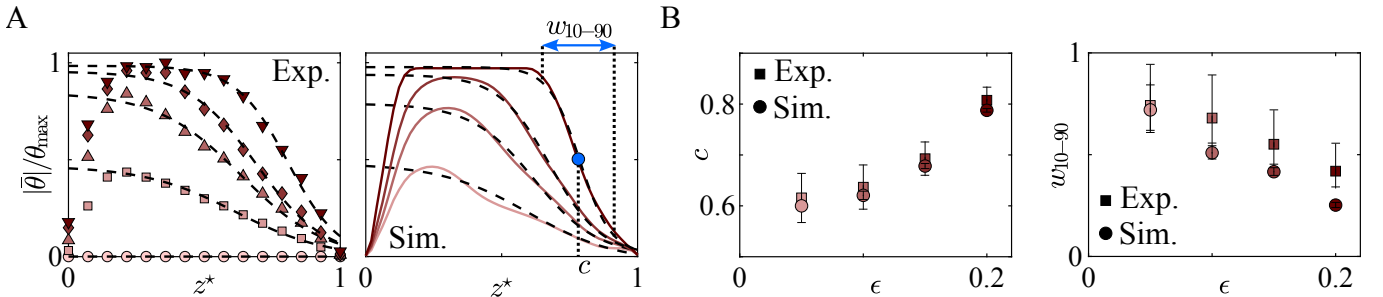 A
w₁₀₋₉₀
|θ̅|/θmax
1
0
Exp.
0
z⋆
1
Sim.
c
0
z⋆
1
B
c
0.8
0.6
Exp.
Sim.
0
ϵ
0.2
w₁₀₋₉₀
1
0
Exp.
Sim.
0
ϵ
0.2